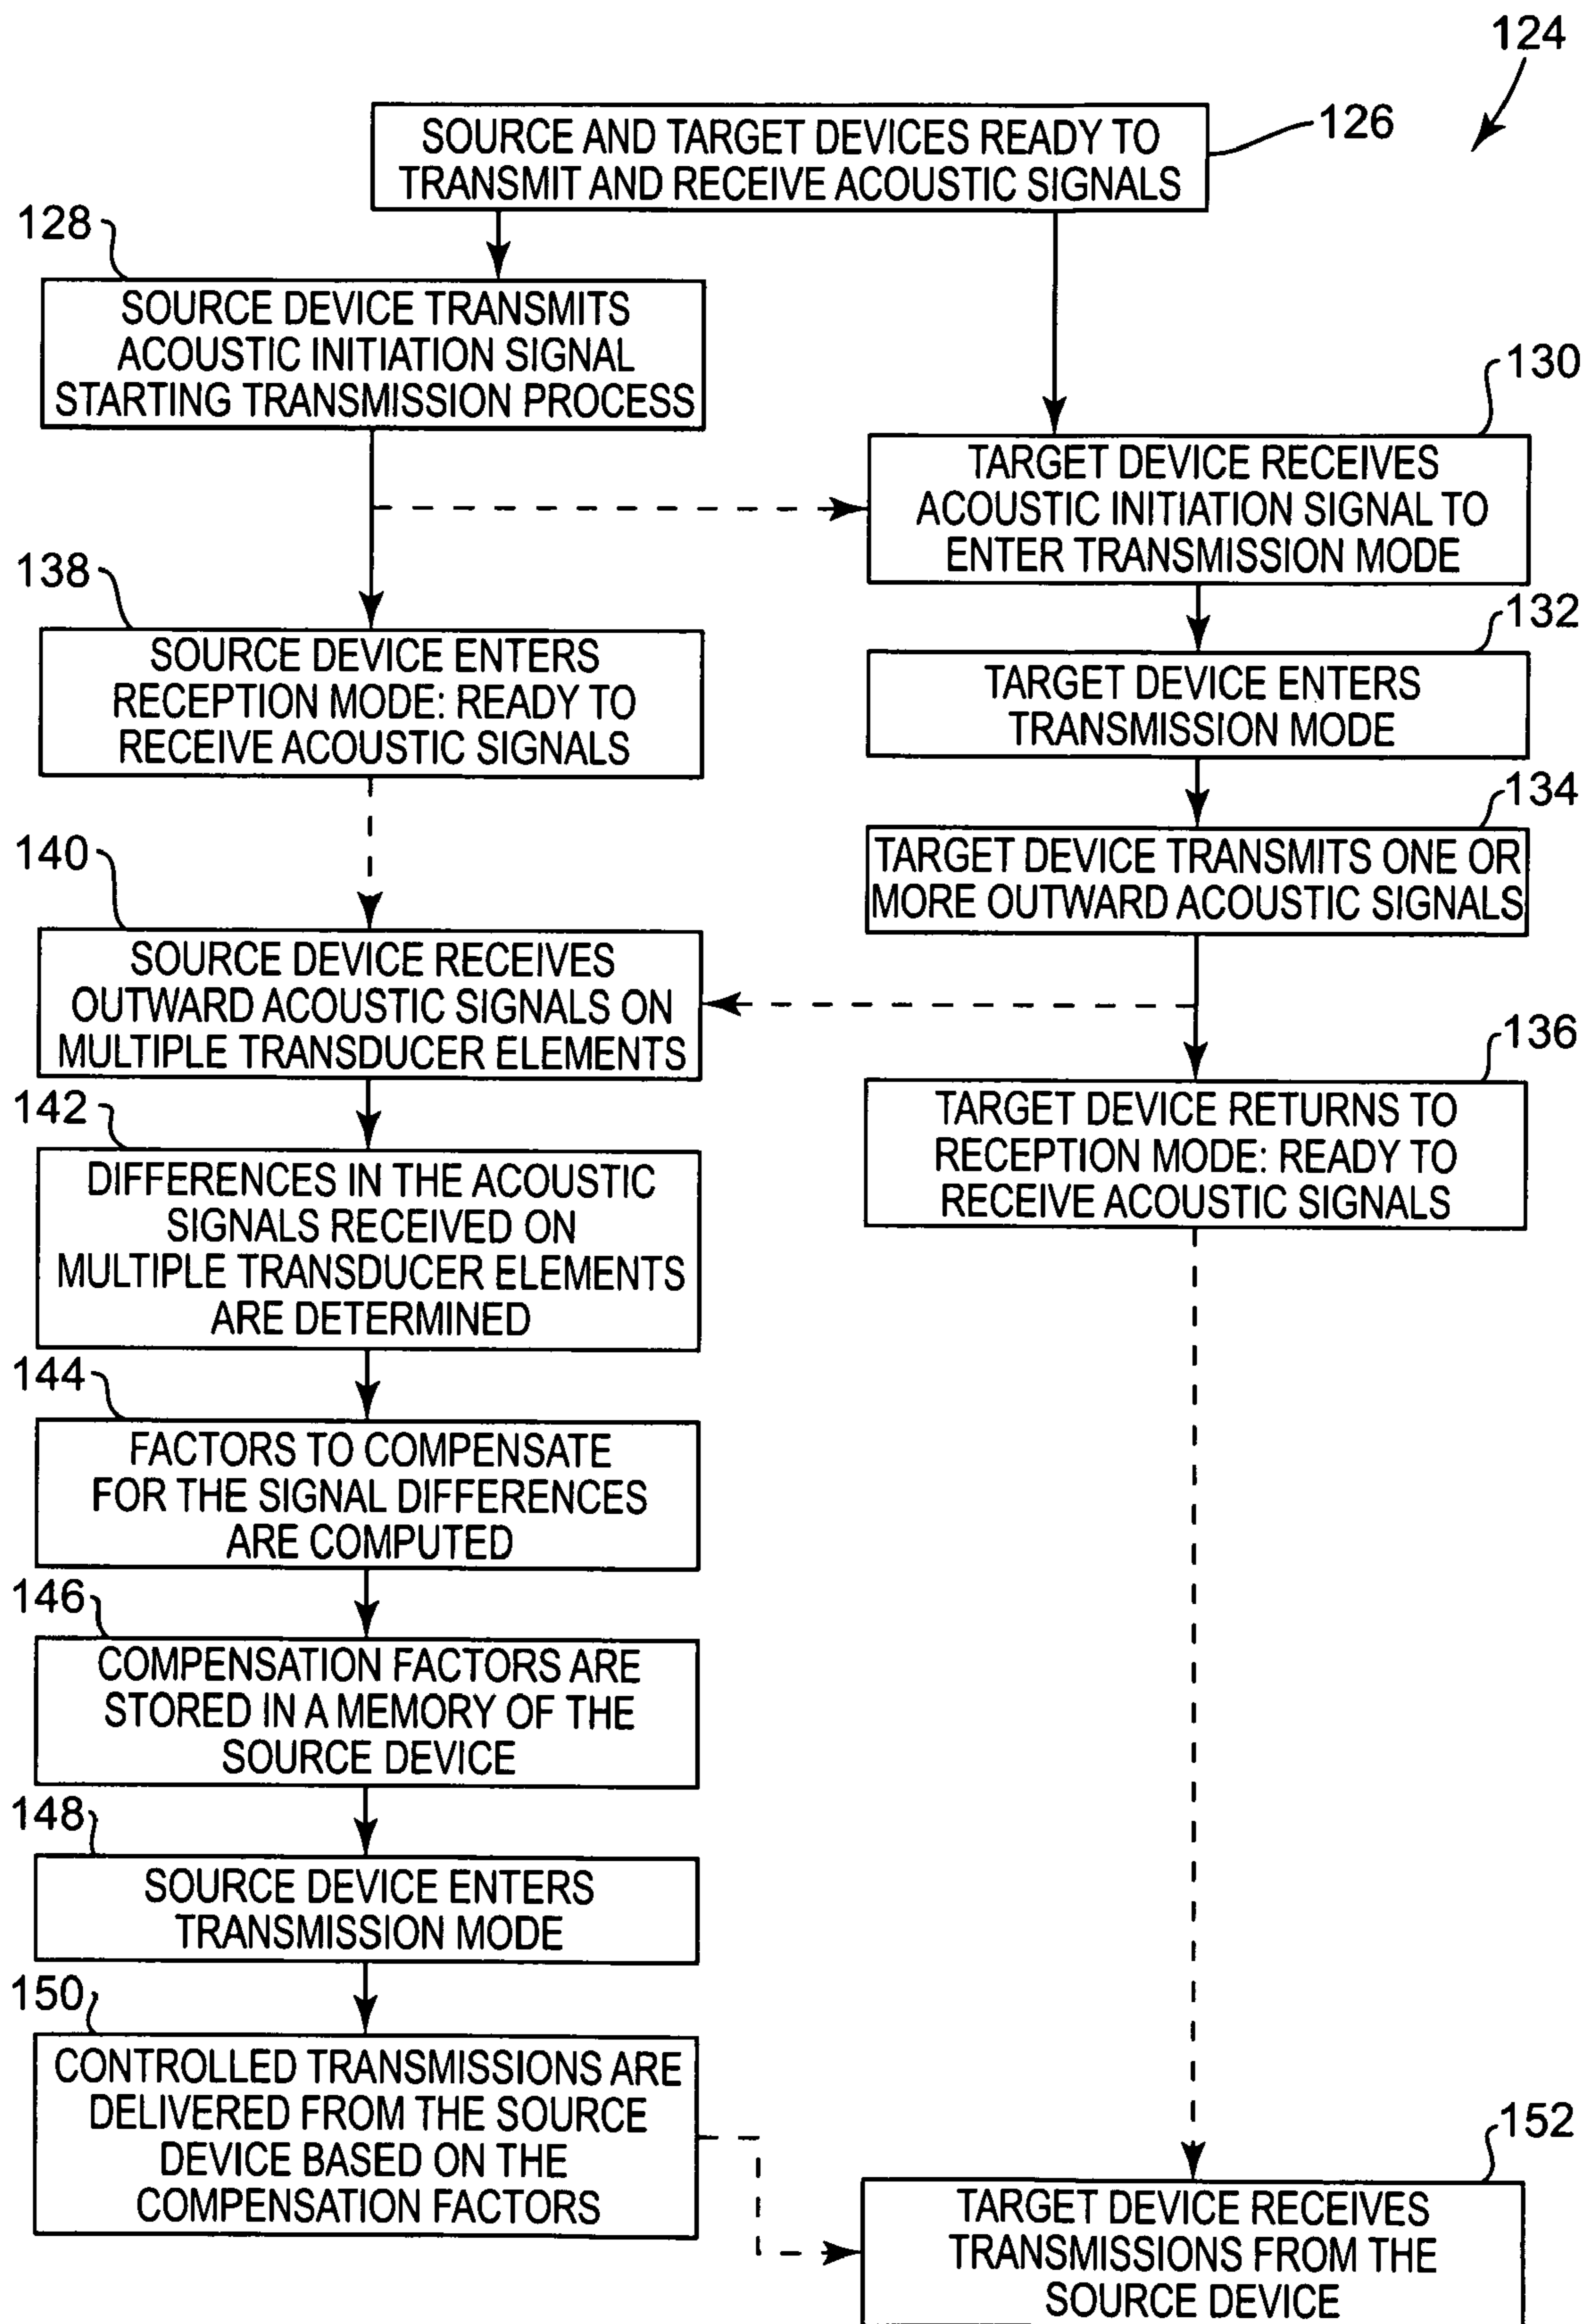 124
SOURCE AND TARGET DEVICES READY TO
TRANSMIT AND RECEIVE ACOUSTIC SIGNALS
126
128
SOURCE DEVICE TRANSMITS
ACOUSTIC INITIATION SIGNAL
STARTING TRANSMISSION PROCESS
130
TARGET DEVICE RECEIVES
ACOUSTIC INITIATION SIGNAL TO
ENTER TRANSMISSION MODE
138
SOURCE DEVICE ENTERS
RECEPTION MODE: READY TO
RECEIVE ACOUSTIC SIGNALS
132
TARGET DEVICE ENTERS
TRANSMISSION MODE
134
TARGET DEVICE TRANSMITS ONE OR
MORE OUTWARD ACOUSTIC SIGNALS
140
SOURCE DEVICE RECEIVES
OUTWARD ACOUSTIC SIGNALS ON
MULTIPLE TRANSDUCER ELEMENTS
136
TARGET DEVICE RETURNS TO
RECEPTION MODE: READY TO
RECEIVE ACOUSTIC SIGNALS
142
DIFFERENCES IN THE ACOUSTIC
SIGNALS RECEIVED ON
MULTIPLE TRANSDUCER ELEMENTS
ARE DETERMINED
144
FACTORS TO COMPENSATE
FOR THE SIGNAL DIFFERENCES
ARE COMPUTED
146
COMPENSATION FACTORS ARE
STORED IN A MEMORY OF THE
SOURCE DEVICE
148
SOURCE DEVICE ENTERS
TRANSMISSION MODE
150
CONTROLLED TRANSMISSIONS ARE
DELIVERED FROM THE SOURCE
DEVICE BASED ON THE
COMPENSATION FACTORS
152
TARGET DEVICE RECEIVES
TRANSMISSIONS FROM THE
SOURCE DEVICE